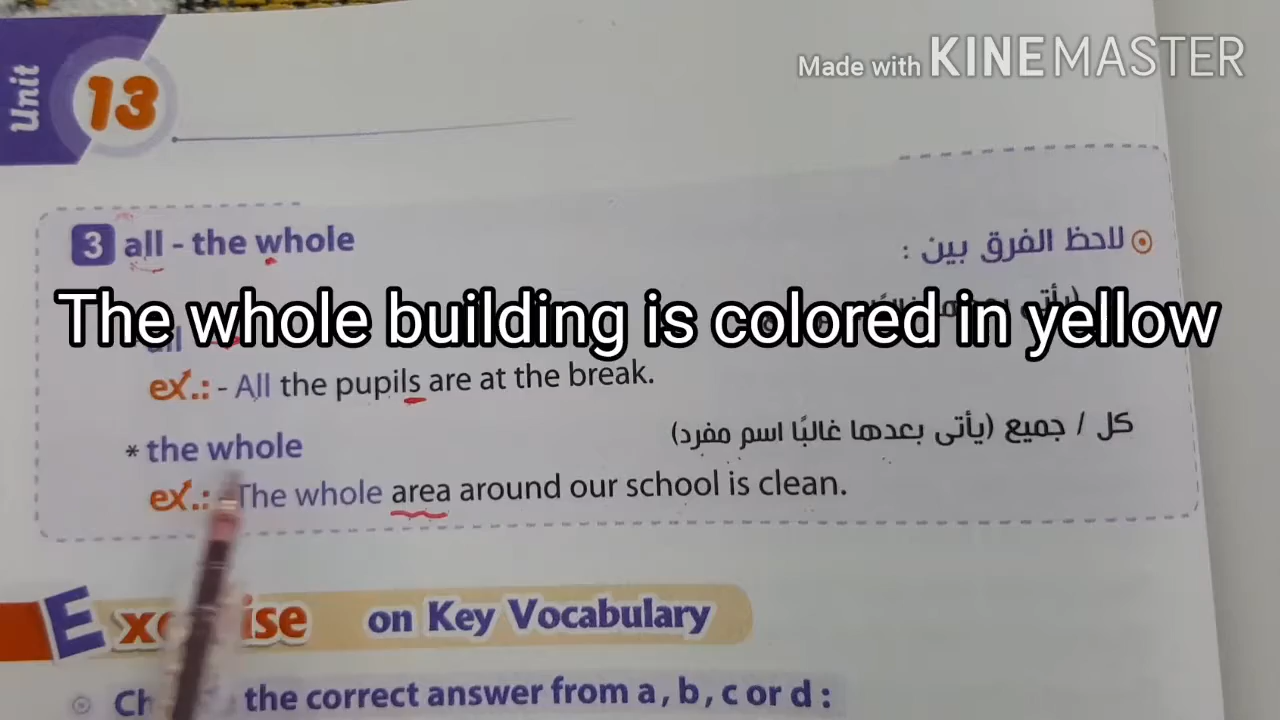 Made with KINEMASTER
Unit
13
3 all - the whole
لاحظ الفرق بين :
The whole building is colored in yellow
all
ex.: - All the pupils are at the break.
* the whole
كل / جميع (يأتى بعدها غالبًا اسم مفرد)
ex.: - The whole area around our school is clean.
on Key Vocabulary
the correct answer from a , b , c or d :